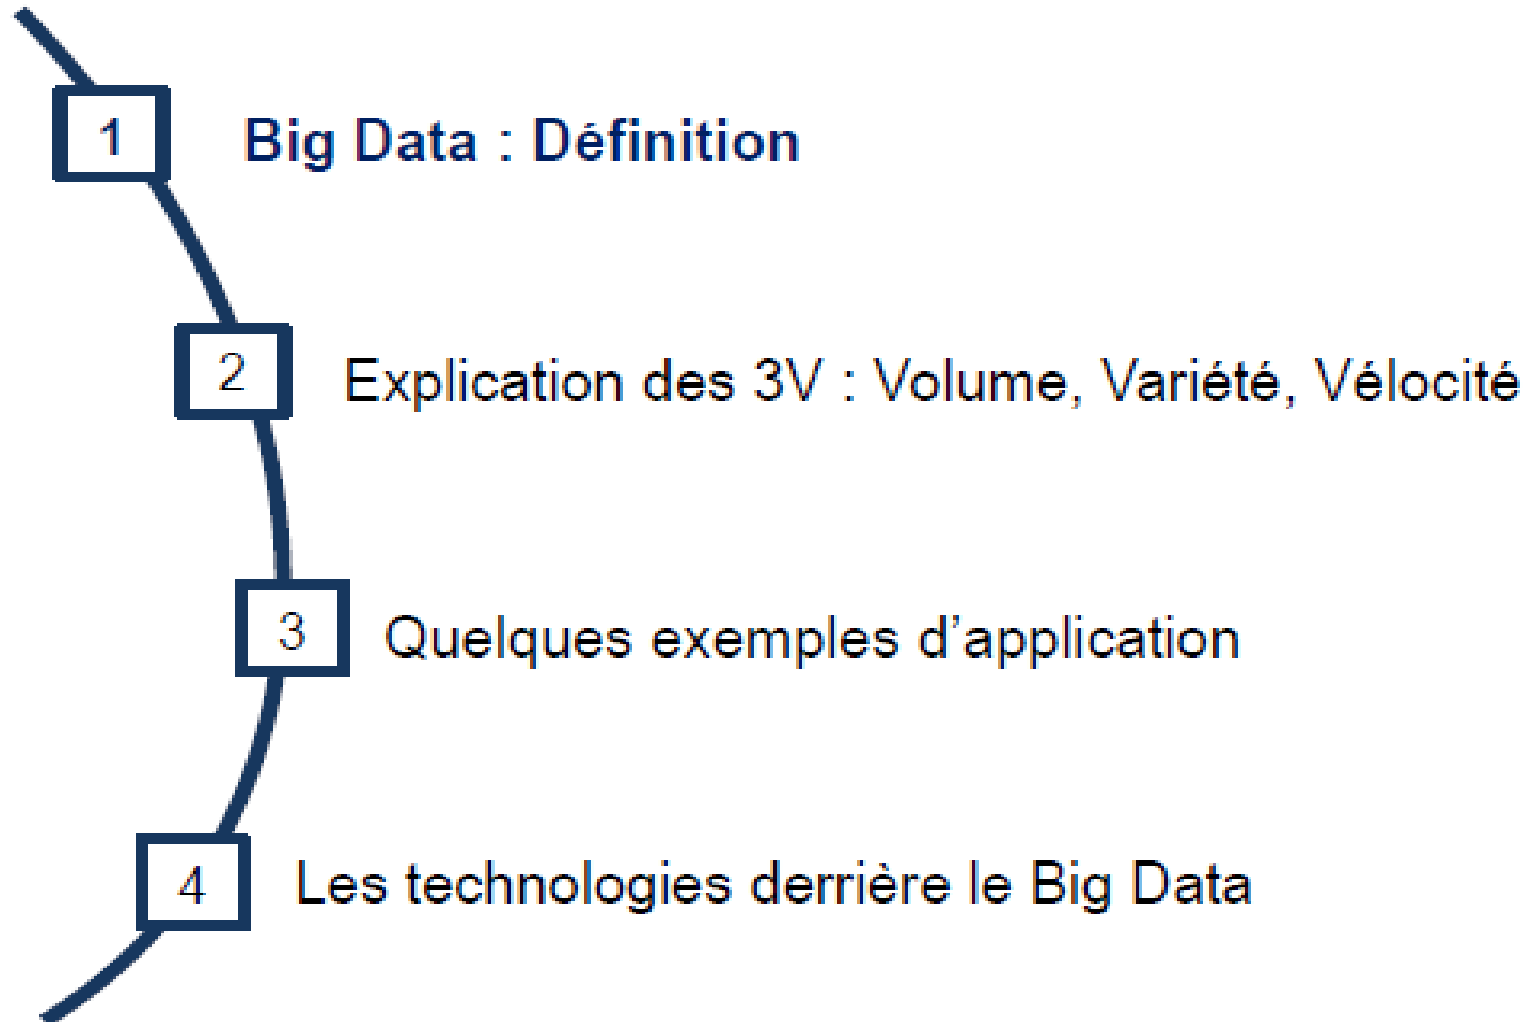 1 Big Data : Définition
2 Explication des 3V : Volume, Variété, Vélocité
3 Quelques exemples d’application
4 Les technologies derrière le Big Data